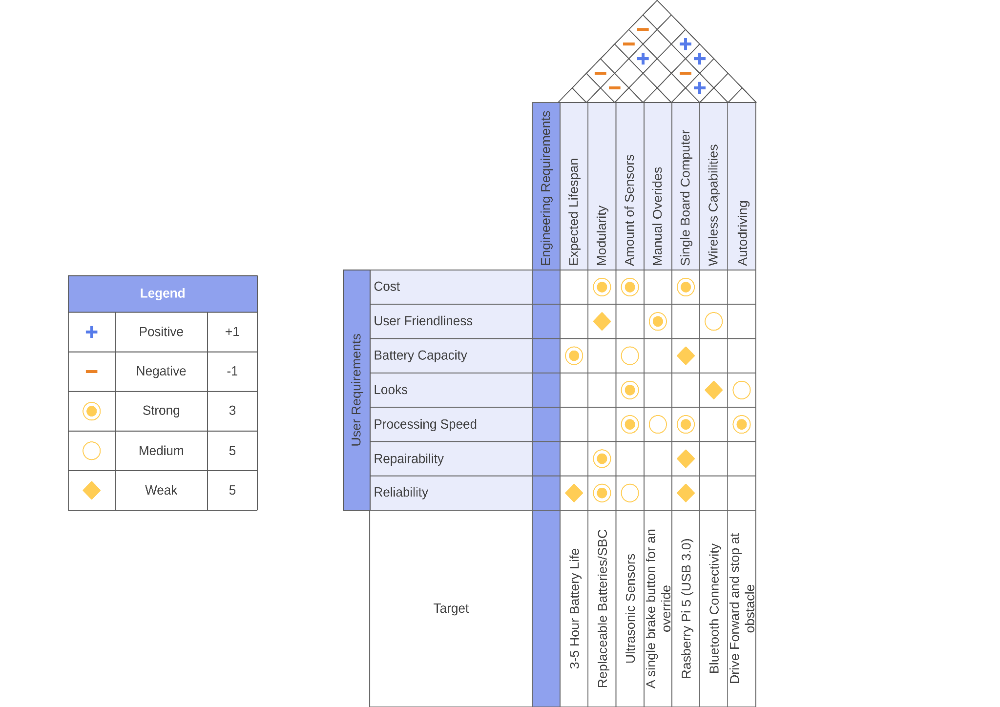 Engineering Requirements
Expected Lifespan
Modularity
Amount of Sensors
Manual Overides
Single Board Computer
Wireless Capabilities
Autodriving
Legend
+ Positive +1
− Negative -1
Strong 3
Medium 5
Weak 5
User Requirements
Cost
User Friendliness
Battery Capacity
Looks
Processing Speed
Repairability
Reliability
Target
3-5 Hour Battery Life
Replaceable Batteries/SBC
Ultrasonic Sensors
A single brake button for an
override
Rasberry Pi 5 (USB 3.0)
Bluetooth Connectivity
Drive Forward and stop at
obstacle